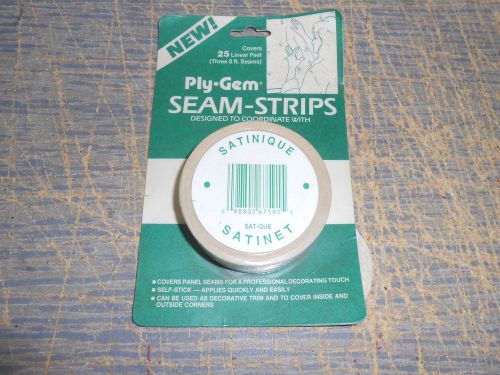 NEW!
Covers
25 Linear Feet
(Three 8 ft. Seams)
Ply•Gem®
SEAM-STRIPS
DESIGNED TO COORDINATE WITH
SATINIQUE
98802 67591
SAT-QUE
SATINET
■ COVERS PANEL SEAMS FOR A PROFESSIONAL DECORATING TOUCH
■ SELF-STICK — APPLIES QUICKLY AND EASILY
■ CAN BE USED AS DECORATIVE TRIM AND TO COVER INSIDE AND
OUTSIDE CORNERS